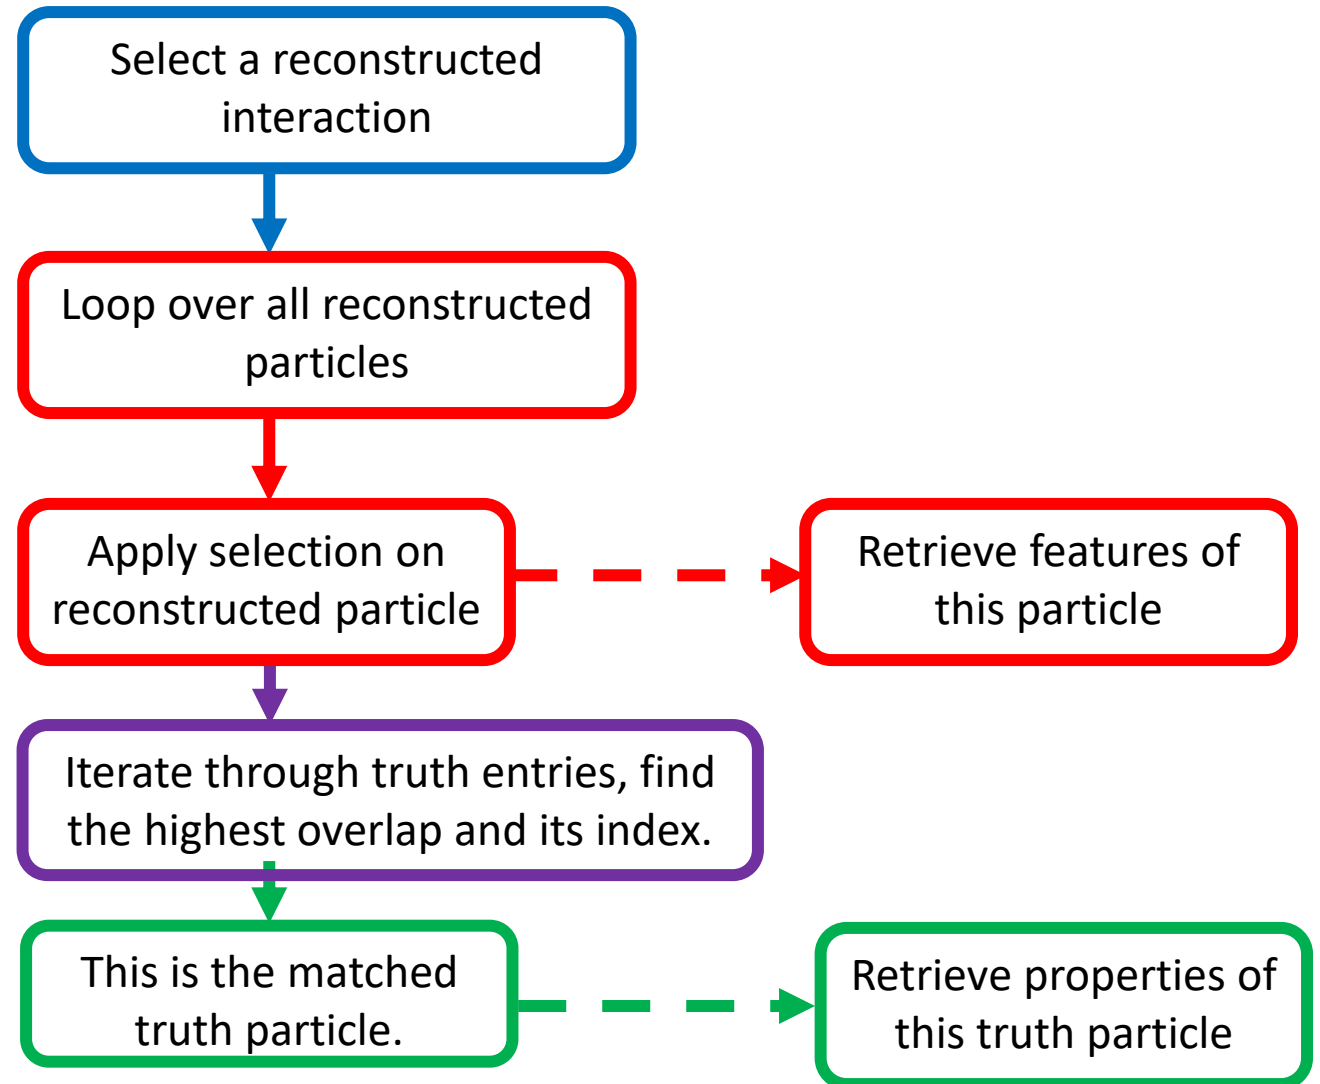 Select a reconstructed
interaction
Loop over all reconstructed
particles
Apply selection on
reconstructed particle
Retrieve features of
this particle
Iterate through truth entries, find
the highest overlap and its index.
This is the matched
truth particle.
Retrieve properties of
this truth particle